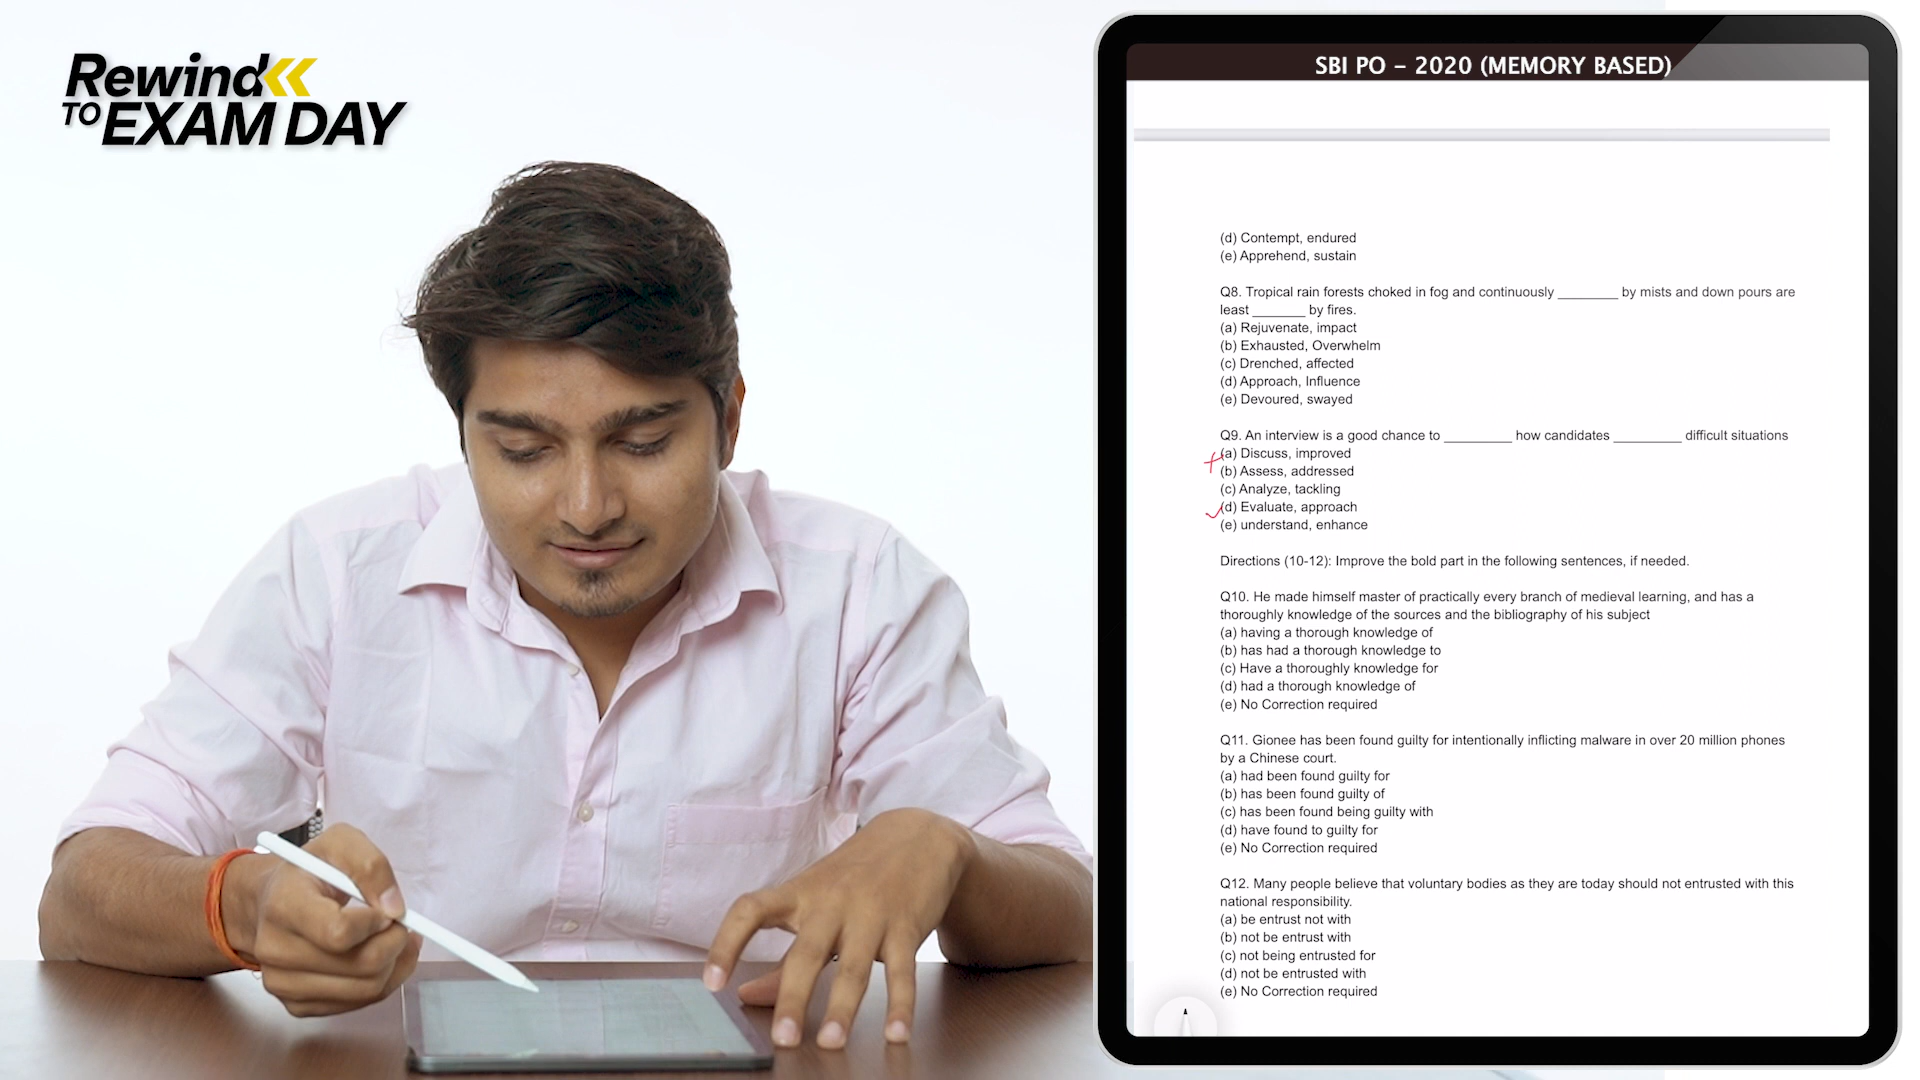 Rewind
TO EXAM DAY
SBI PO – 2020 (MEMORY BASED)
(d) Contempt, endured
(e) Apprehend, sustain
Q8. Tropical rain forests choked in fog and continuously ________ by mists and down pours are
least _______ by fires.
(a) Rejuvenate, impact
(b) Exhausted, Overwhelm
(c) Drenched, affected
(d) Approach, Influence
(e) Devoured, swayed
Q9. An interview is a good chance to _________ how candidates _________ difficult situations
(a) Discuss, improved
(b) Assess, addressed
(c) Analyze, tackling
(d) Evaluate, approach
(e) understand, enhance
Directions (10-12): Improve the bold part in the following sentences, if needed.
Q10. He made himself master of practically every branch of medieval learning, and has a
thoroughly knowledge of the sources and the bibliography of his subject
(a) having a thorough knowledge of
(b) has had a thorough knowledge to
(c) Have a thoroughly knowledge for
(d) had a thorough knowledge of
(e) No Correction required
Q11. Gionee has been found guilty for intentionally inflicting malware in over 20 million phones
by a Chinese court.
(a) had been found guilty for
(b) has been found guilty of
(c) has been found being guilty with
(d) have found to guilty for
(e) No Correction required
Q12. Many people believe that voluntary bodies as they are today should not entrusted with this
national responsibility.
(a) be entrust not with
(b) not be entrust with
(c) not being entrusted for
(d) not be entrusted with
(e) No Correction required